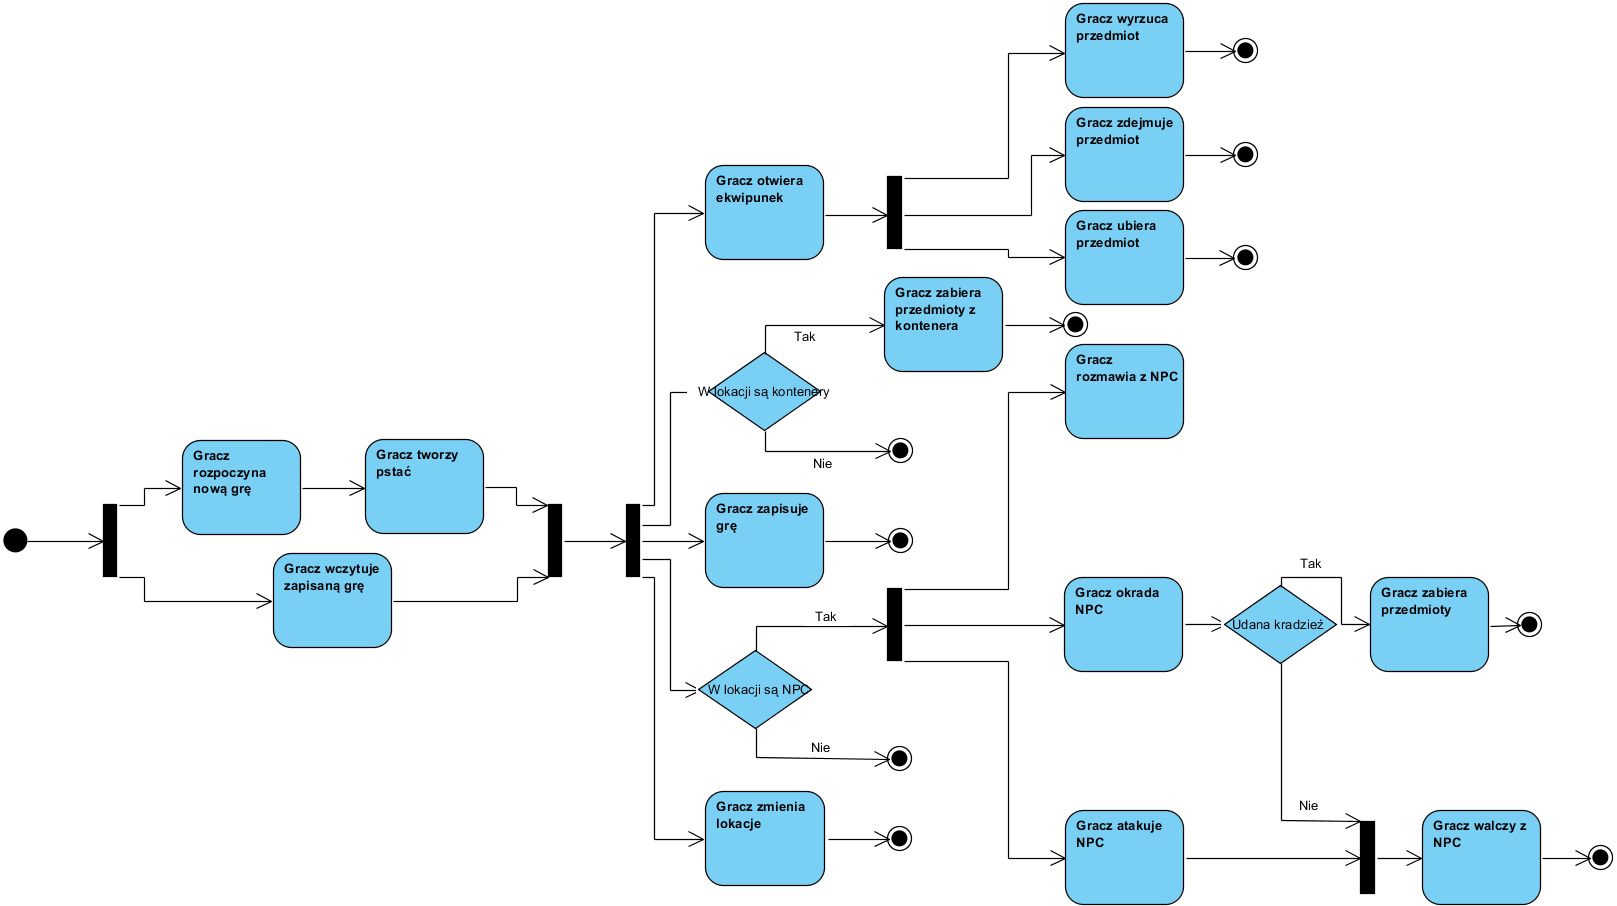 Gracz wyrzuca
przedmiot
Gracz zdejmuje
przedmiot
Gracz otwiera
ekwipunek
Gracz ubiera
przedmiot
Gracz zabiera
przedmioty z
kontenera
Tak
W lokacji są kontenery
Nie
Gracz
rozmawia z NPC
Gracz
rozpoczyna
nową grę
Gracz tworzy
pstać
Gracz wczytuje
zapisaną grę
Gracz zapisuje
grę
Tak
W lokacji są NPC
Nie
Gracz okrada
NPC
Udana kradzież
Tak
Gracz zabiera
przedmioty
Nie
Gracz zmienia
lokacje
Gracz atakuje
NPC
Gracz walczy z
NPC